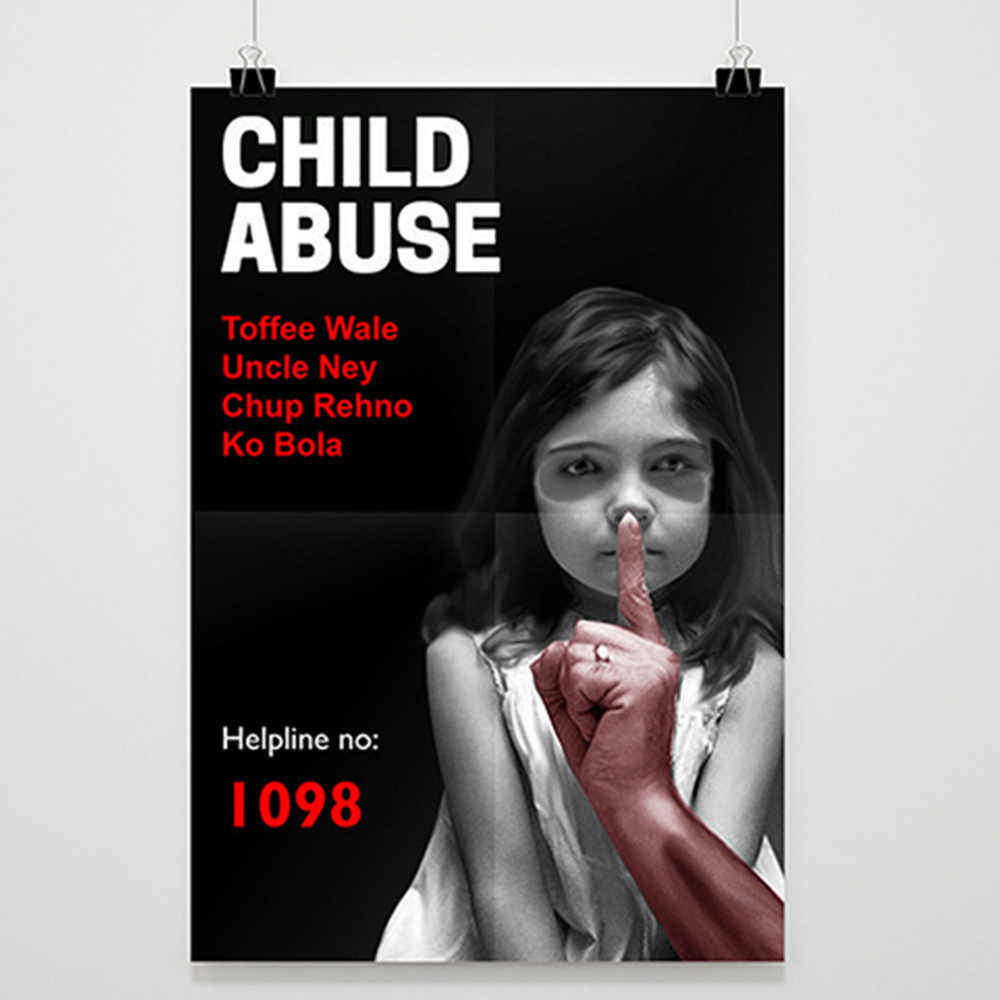 CHILD
ABUSE
Toffee Wale
Uncle Ney
Chup Rehno
Ko Bola
Helpline no:
1098